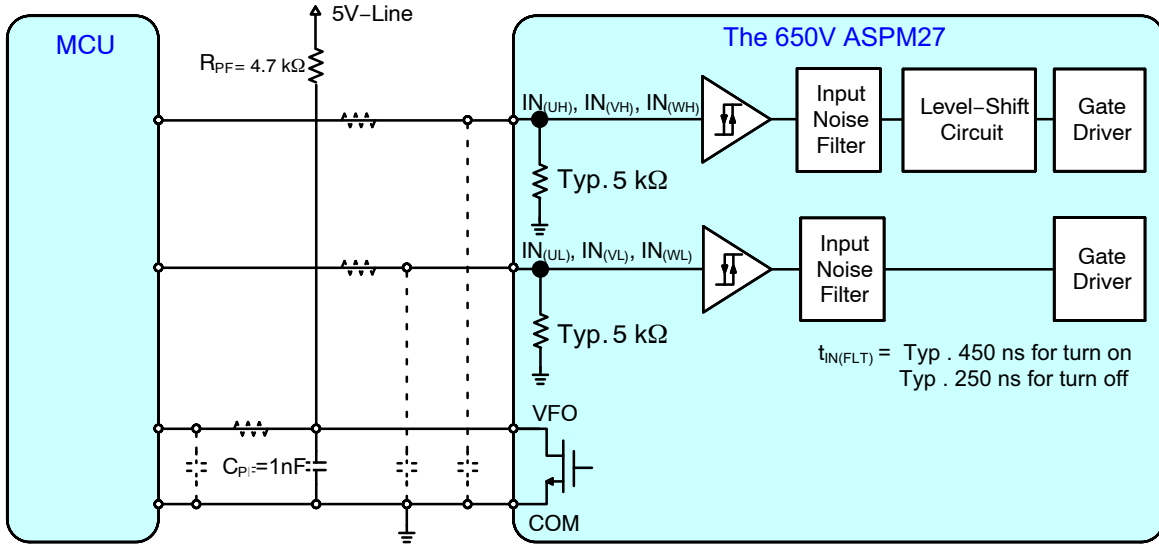 5V–Line
MCU
The 650V ASPM27
R_PF = 4.7 kΩ
IN(UH), IN(VH), IN(WH)
Input
Noise
Filter
Level–Shift
Circuit
Gate
Driver
Typ. 5 kΩ
IN(UL), IN(VL), IN(WL)
Input
Noise
Filter
Gate
Driver
Typ. 5 kΩ
tIN(FLT) = Typ . 450 ns for turn on
Typ . 250 ns for turn off
VFO
CPF=1nF
COM